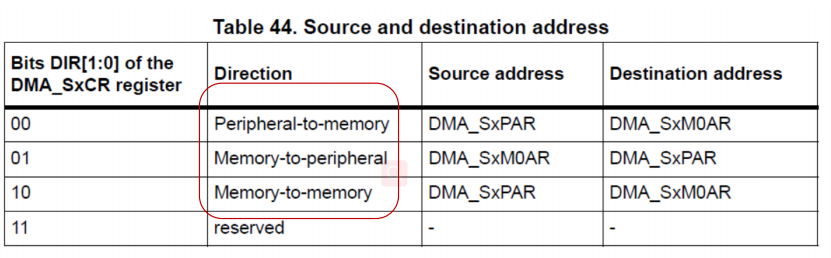 Table 44. Source and destination address
Bits DIR[1:0] of the
DMA_SxCR register
Direction
Source address
Destination address
00
Peripheral-to-memory
DMA_SxPAR
DMA_SxM0AR
01
Memory-to-peripheral
DMA_SxM0AR
DMA_SxPAR
10
Memory-to-memory
DMA_SxPAR
DMA_SxM0AR
11
reserved
-
-